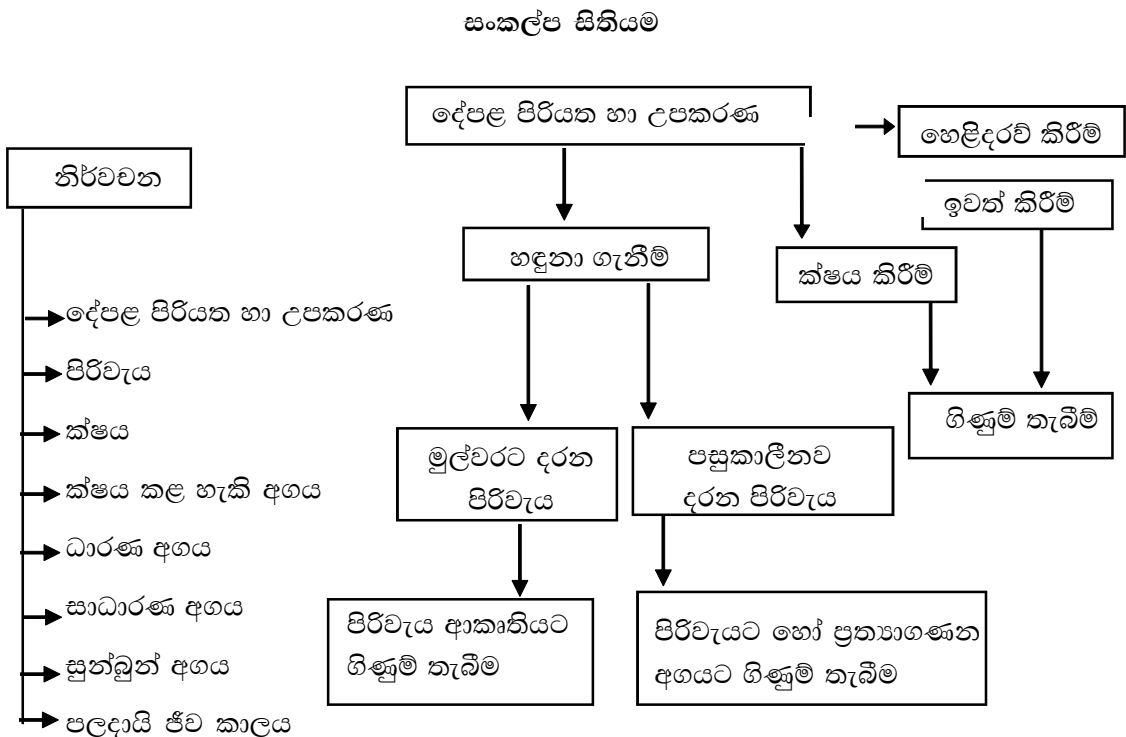 සංකල්ප සිතියම
දේපළ පිරියත හා උපකරණ
හෙළිදරව් කිරීම්
නිර්වචන
ඉවත් කිරීම්
හඳුනා ගැනීම්
ක්ෂය කිරීම්
දේපළ පිරියත හා උපකරණ
පිරිවැය
ක්ෂය
ක්ෂය කළ හැකි අගය
ධාරණ අගය
සාධාරණ අගය
සුන්බුන් අගය
පලදායි ජීව කාලය
ගිණුම් තැබීම්
මුල්වරට දරන
පිරිවැය
පසුකාලීනව
දරන පිරිවැය
පිරිවැය ආකෘතියට
ගිණුම් තැබීම
පිරිවැයට හෝ ප්‍රත්‍යාගණන
අගයට ගිණුම් තැබීම